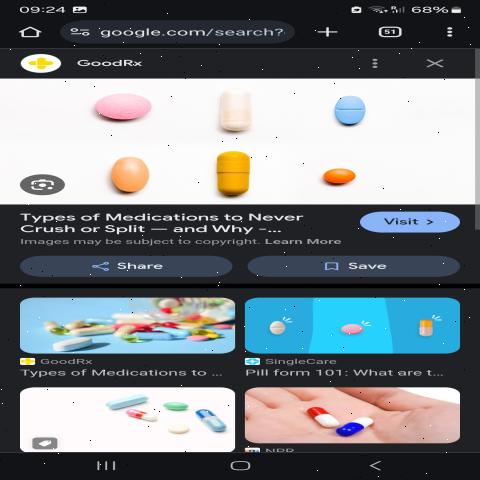 09:24
68%
google.com/search?
51
GoodRx
Types of Medications to Never
Crush or Split — and Why -...
Visit >
Images may be subject to copyright. Learn More
Share
Save
GoodRx
Types of Medications to ...
SingleCare
Pill form 101: What are t...
NPR